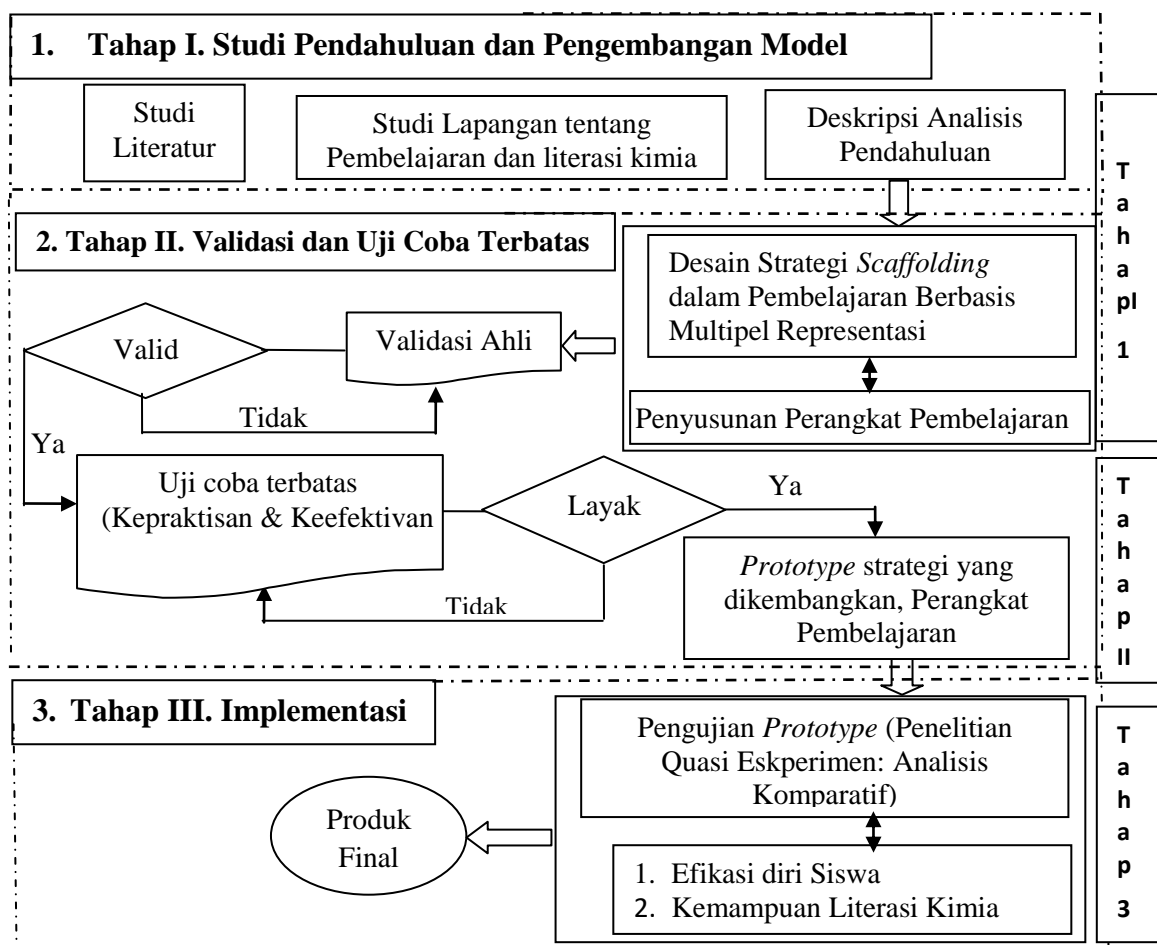 1. Tahap I. Studi Pendahuluan dan Pengembangan Model
Studi
Literatur
Studi Lapangan tentang
Pembelajaran dan literasi kimia
Deskripsi Analisis
Pendahuluan
T
a
h
a
pI
1
2. Tahap II. Validasi dan Uji Coba Terbatas
Desain Strategi Scaffolding
dalam Pembelajaran Berbasis
Multipel Representasi
Penyusunan Perangkat Pembelajaran
Validasi Ahli
Valid
Tidak
Ya
Uji coba terbatas
(Kepraktisan & Keefektivan
Layak
Ya
Tidak
Prototype strategi yang
dikembangkan, Perangkat
Pembelajaran
T
a
h
a
p
II
3. Tahap III. Implementasi
Pengujian Prototype (Penelitian
Quasi Eskperimen: Analisis
Komparatif)
1. Efikasi diri Siswa
2. Kemampuan Literasi Kimia
Produk
Final
T
a
h
a
p
3